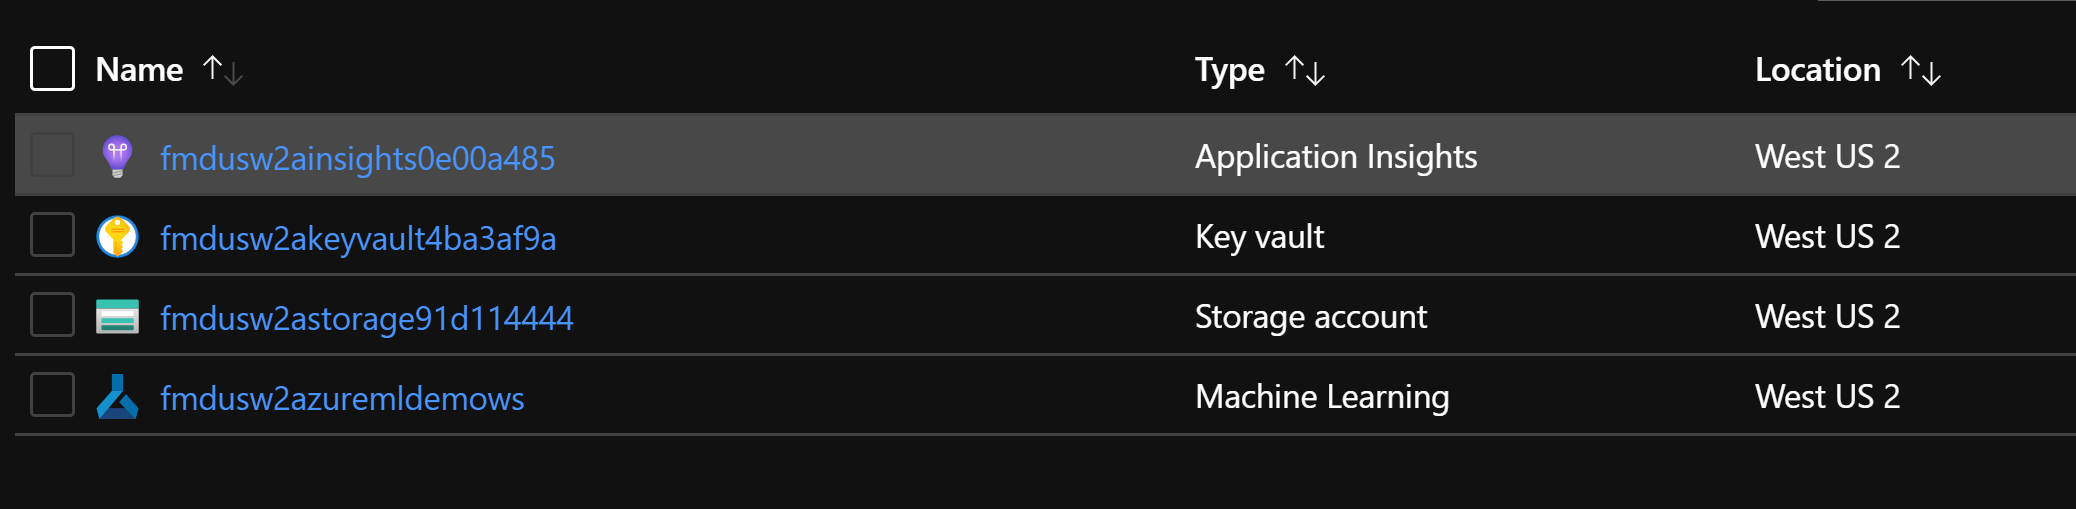 Name Type Location
fmdusw2ainsights0e00a485 Application Insights West US 2
fmdusw2akeyvault4ba3af9a Key vault West US 2
fmdusw2astorage91d114444 Storage account West US 2
fmdusw2azuremldemows Machine Learning West US 2